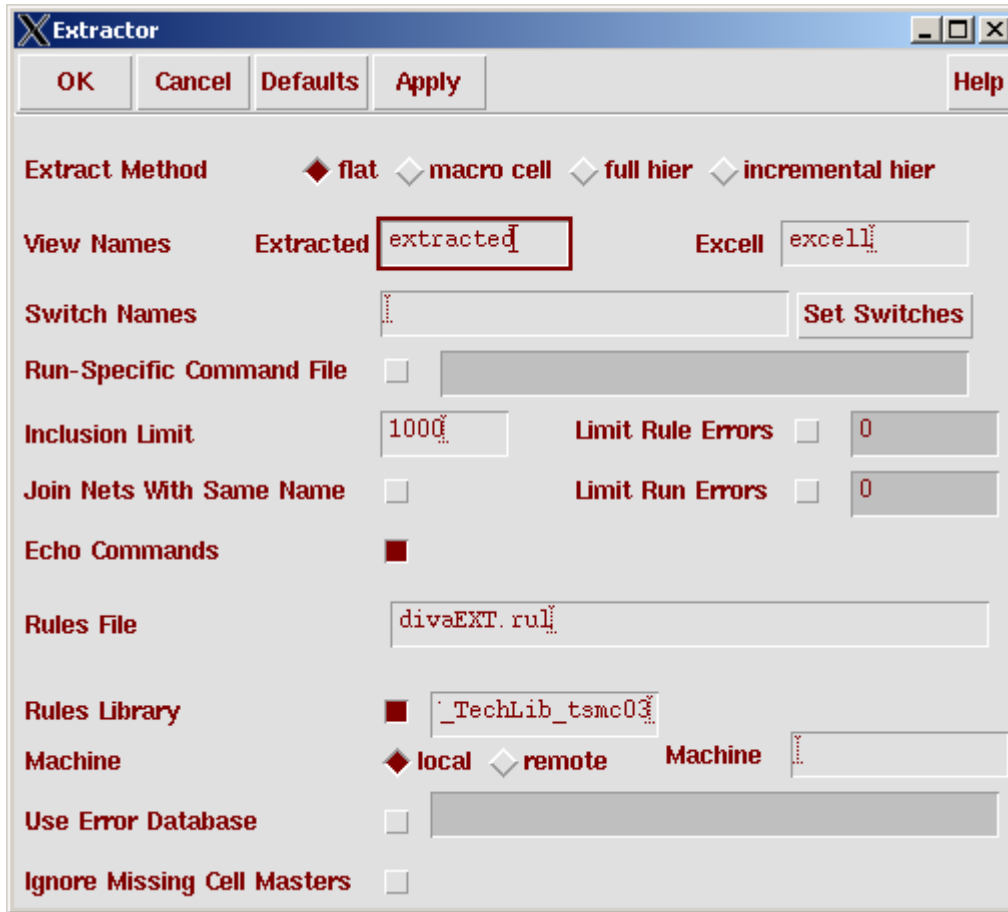 Extractor
OK Cancel Defaults Apply Help
Extract Method flat macro cell full hier incremental hier
View Names Extracted extracted Excell excell
Switch Names Set Switches
Run-Specific Command File
Inclusion Limit 1000 Limit Rule Errors 0
Join Nets With Same Name Limit Run Errors 0
Echo Commands
Rules File divaEXT.rul
Rules Library _TechLib_tsmc03
Machine local remote Machine
Use Error Database
Ignore Missing Cell Masters